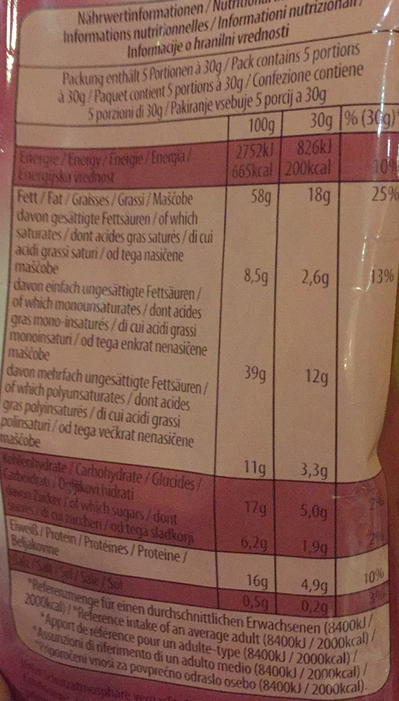 Nährwertinformationen /
Informations nutritionnelles / Informationi nutrizionali /
Informacije o hranilni vrednosti
Packung enthält 5 Portionen à 30g / Pack contains 5 portions
à 30g / Paquet contient 5 portions à 30g / Confezione contiene
5 porzioni di 30g / Pakiranje vsebuje 5 porcij a 30g
100g 30g % (30g)*
Energie / Energy / Énergie / Energia / 2752kJ 826kJ
Energijska vrednost 665kcal 200kcal 10%
Fett / Fat / Graisses / Grassi / Maščobe 58g 18g 25%
davon gesättigte Fettsäuren / of which
saturates / dont acides gras saturés / di cui
acidi grassi saturi / od tega nasičene
maščobe 8,5g 2,6g 13%
davon einfach ungesättigte Fettsäuren /
of which monounsaturates / dont acides
gras mono-insaturés / di cui acidi grassi
monoinsaturi / od tega enkrat nenasičene
maščobe 39g 12g
davon mehrfach ungesättigte Fettsäuren /
of which polyunsaturates / dont acides
gras polyinsaturés / di cui acidi grassi
polinsaturi / od tega večkrat nenasičene
maščobe 11g 3,3g
Kohlenhydrate / Carbohydrate / Glucides /
Carboidrati / Ogljikovi hidrati 17g 5,0g 2%
davon Zucker / of which sugars / dont
sucres / di cui zuccheri / od tega sladkorji 6,2g 1,9g 2%
Eiweiß / Protein / Protéines / Proteine /
Beljakovine 16g 4,9g 10%
Salz / Salt / Sel / Sale / Sol 0,5g 0,2g 3%
*Referenzmenge für einen durchschnittlichen Erwachsenen (8400kJ /
2000kcal) / *Reference intake of an average adult (8400kJ / 2000kcal) /
*Apport de référence pour un adulte-type (8400kJ / 2000kcal) /
*Assunzioni di riferimento di un adulto medio (8400kJ / 2000kcal) /
*Priporočeni vnosi za povprečno odraslo osebo (8400kJ / 2000kcal).